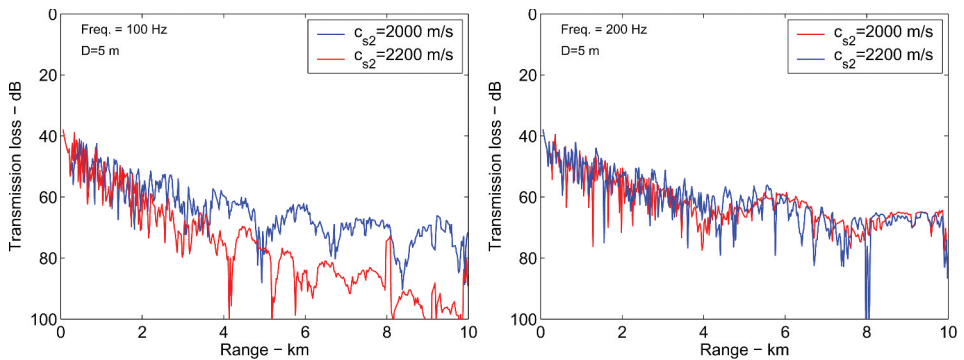 0
20
40
60
80
100
Transmission loss – dB
Freq. = 100 Hz
D=5 m
c_s2=2000 m/s
c_s2=2200 m/s
0 2 4 6 8 10
Range – km
0
20
40
60
80
100
Transmission loss – dB
Freq. = 200 Hz
D=5 m
c_s2=2000 m/s
c_s2=2200 m/s
0 2 4 6 8 10
Range – km